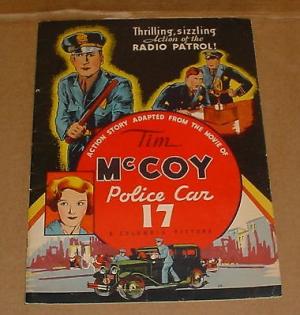 Thrilling, sizzling
Action of the
RADIO PATROL!
ACTION STORY ADAPTED FROM THE MOVIE OF
Tim
McCOY
Police Car
17
A COLUMBIA PICTURE